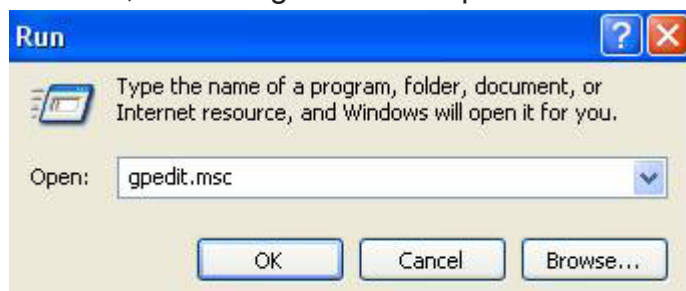 Run
Type the name of a program, folder, document, or
Internet resource, and Windows will open it for you.
Open: gpedit.msc
OK Cancel Browse...